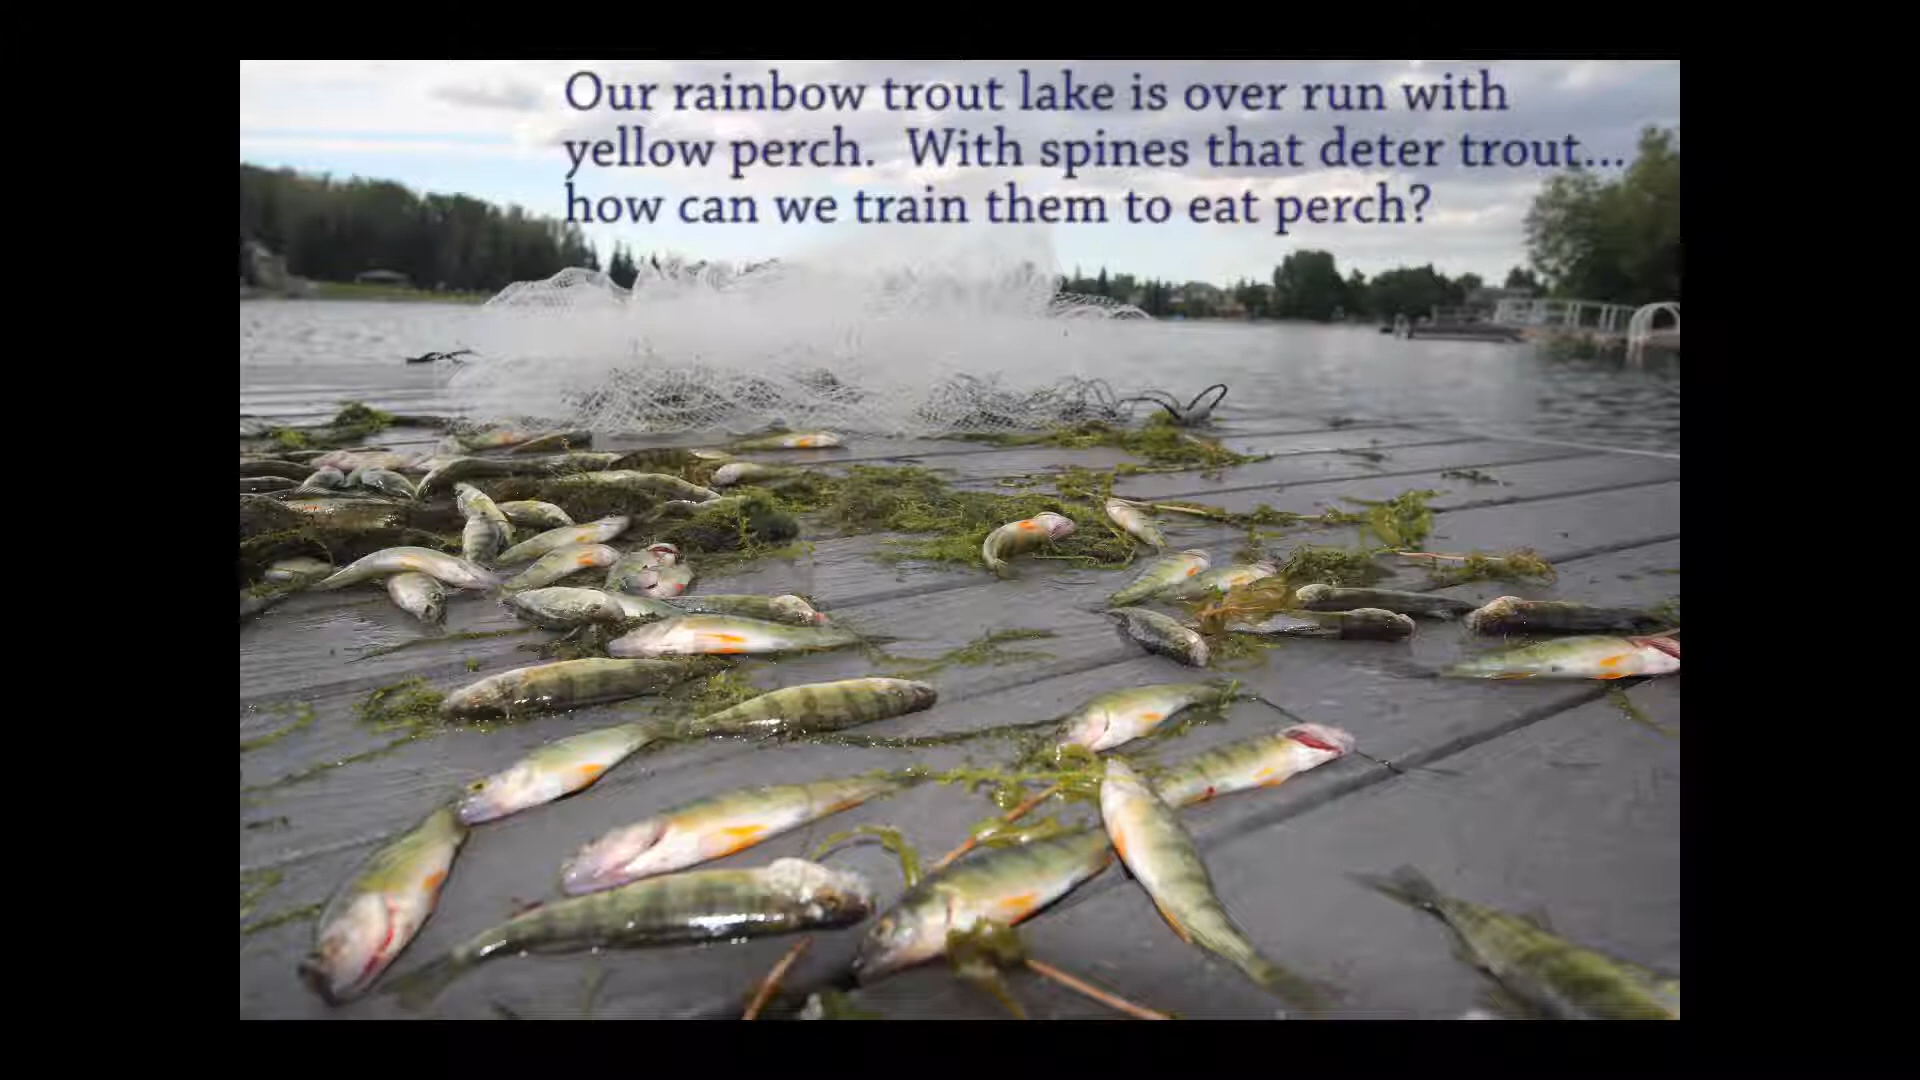 Our rainbow trout lake is over run with
yellow perch.  With spines that deter trout...
how can we train them to eat perch?